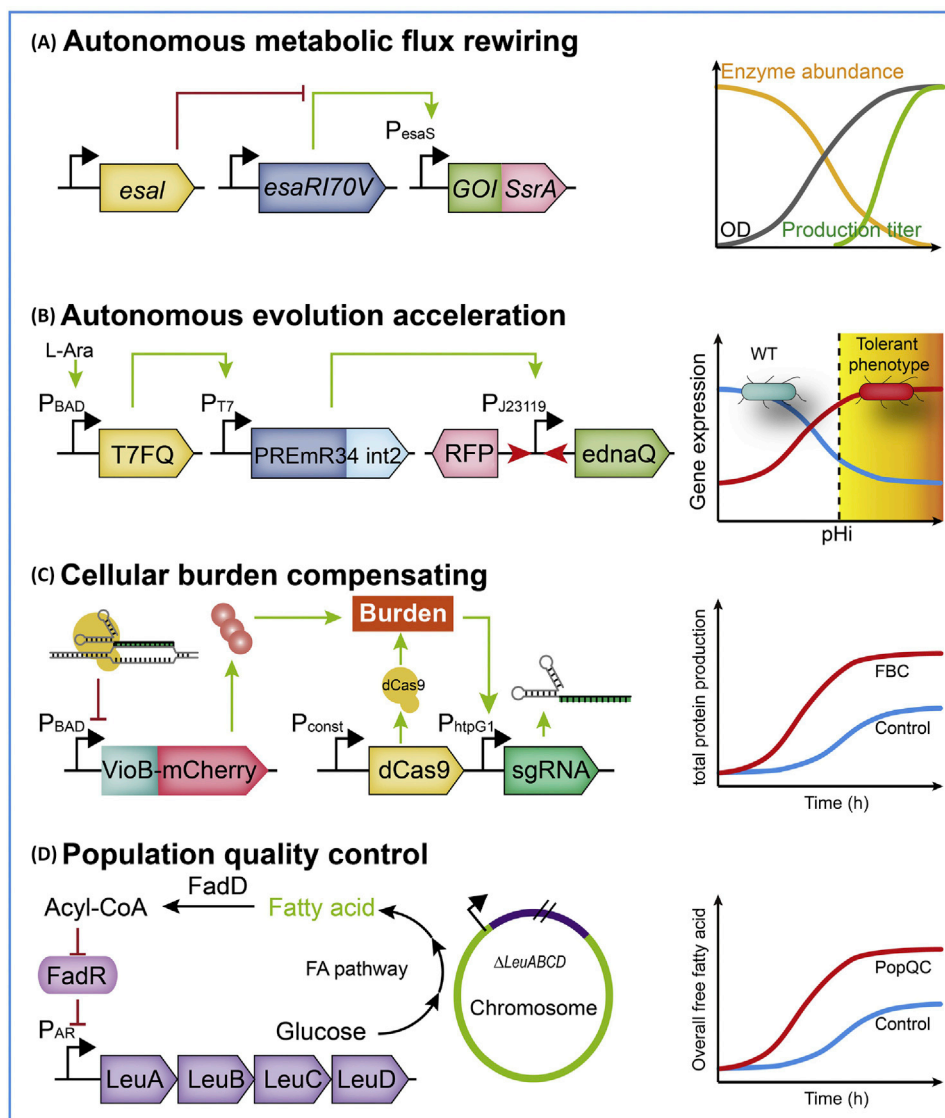 (A) Autonomous metabolic flux rewiring
esaI
esaRI70V
PesaS
GOI SsrA
Enzyme abundance
OD
Production titer
(B) Autonomous evolution acceleration
L-Ara
PBAD
T7FQ
PT7
PREmR34 int2
RFP
PJ23119
ednaQ
Gene expression
WT
Tolerant
phenotype
pHi
(C) Cellular burden compensating
Burden
dCas9
PBAD
VioB-mCherry
Pconst
dCas9
PhtpG1
sgRNA
total protein production
FBC
Control
Time (h)
(D) Population quality control
Acyl-CoA
FadD
Fatty acid
FadR
FA pathway
PAR
Glucose
LeuA
LeuB
LeuC
LeuD
ΔLeuABCD
Chromosome
Overall free fatty acid
PopQC
Control
Time (h)